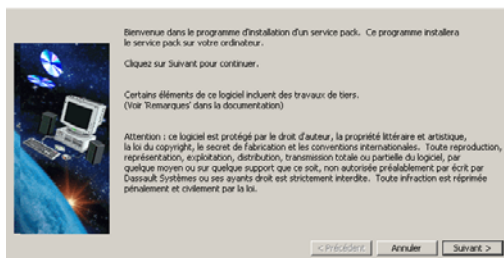 Bienvenue dans le programme d'installation d'un service pack. Ce programme installera
le service pack sur votre ordinateur.
Cliquez sur Suivant pour continuer.
Certains éléments de ce logiciel incluent des travaux de tiers.
(Voir 'Remarques' dans la documentation)
Attention : ce logiciel est protégé par le droit d'auteur, la propriété littéraire et artistique,
la loi du copyright, le secret de fabrication et les conventions internationales. Toute reproduction,
représentation, exploitation, distribution, transmission totale ou partielle du logiciel, par
quelque moyen ou sur quelque support que ce soit, non autorisée préalablement par écrit par
Dassault Systèmes ou ses ayants droit est strictement interdite. Toute infraction est réprimée
pénalement et civilement par la loi.
< Précédent Annuler Suivant >